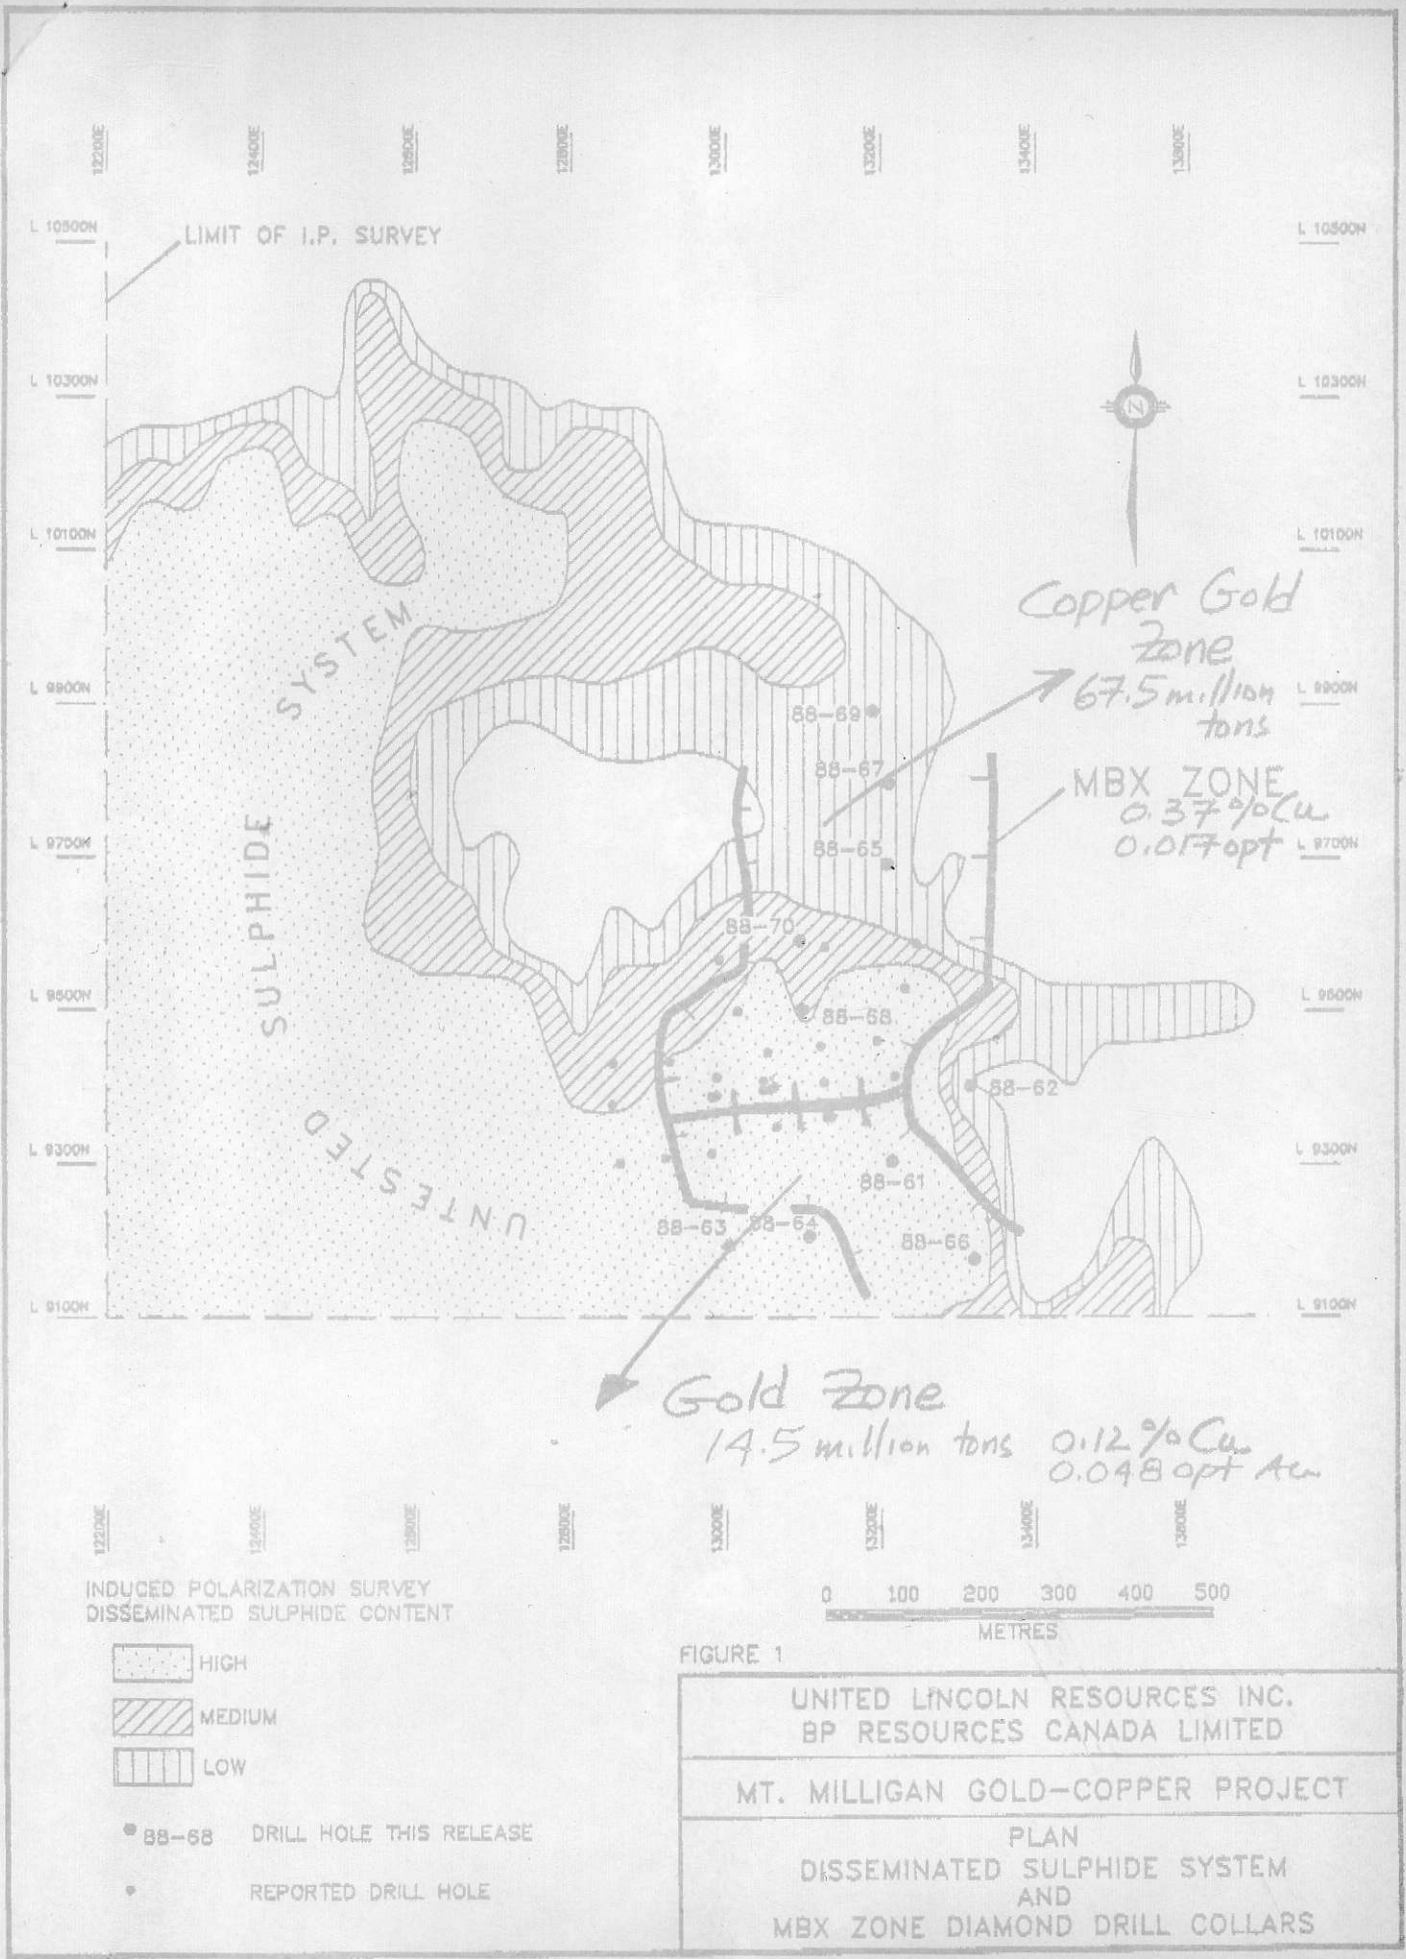 12200E
12400E
12600E
12800E
13000E
13200E
13400E
13600E
L 10500N
L 10500N
LIMIT OF I.P. SURVEY
L 10300N
L 10300N
N
L 10100N
L 10100N
Copper Gold
Zone
67.5 million
tons
L 9900N
L 9900N
88-69
88-67
MBX ZONE
0.37 % Cu
0.017 opt
L 9700N
L 9700N
88-65
88-70
L 9500N
L 9500N
88-68
88-62
UNTESTED SULPHIDE SYSTEM
L 9300N
L 9300N
88-61
88-63
88-64
88-66
L 9100N
L 9100N
Gold Zone
14.5 million tons 0.12 % Cu
0.048 opt Au
12200E
12400E
12600E
12800E
13000E
13200E
13400E
13600E
INDUCED POLARIZATION SURVEY
DISSEMINATED SULPHIDE CONTENT
HIGH
MEDIUM
LOW
88-68 DRILL HOLE THIS RELEASE
REPORTED DRILL HOLE
0 100 200 300 400 500
METRES
FIGURE 1
UNITED LINCOLN RESOURCES INC.
BP RESOURCES CANADA LIMITED
MT. MILLIGAN GOLD-COPPER PROJECT
PLAN
DISSEMINATED SULPHIDE SYSTEM
AND
MBX ZONE DIAMOND DRILL COLLARS